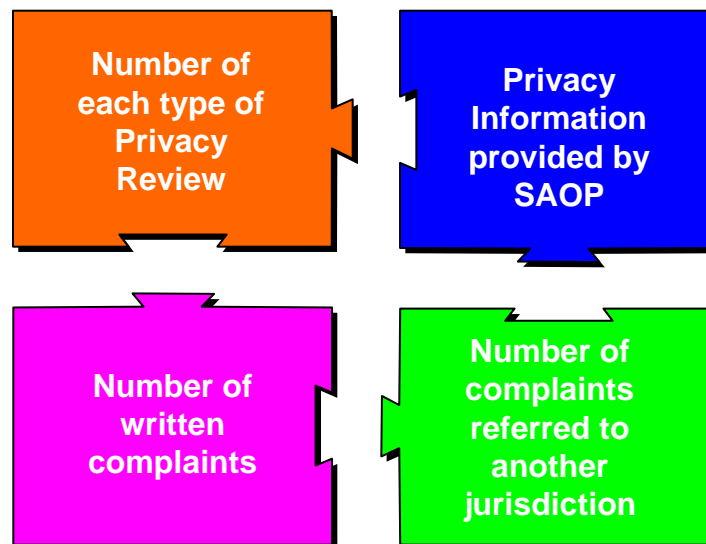 Number of
each type of
Privacy
Review
Privacy
Information
provided by
SAOP
Number of
written
complaints
Number of
complaints
referred to
another
jurisdiction